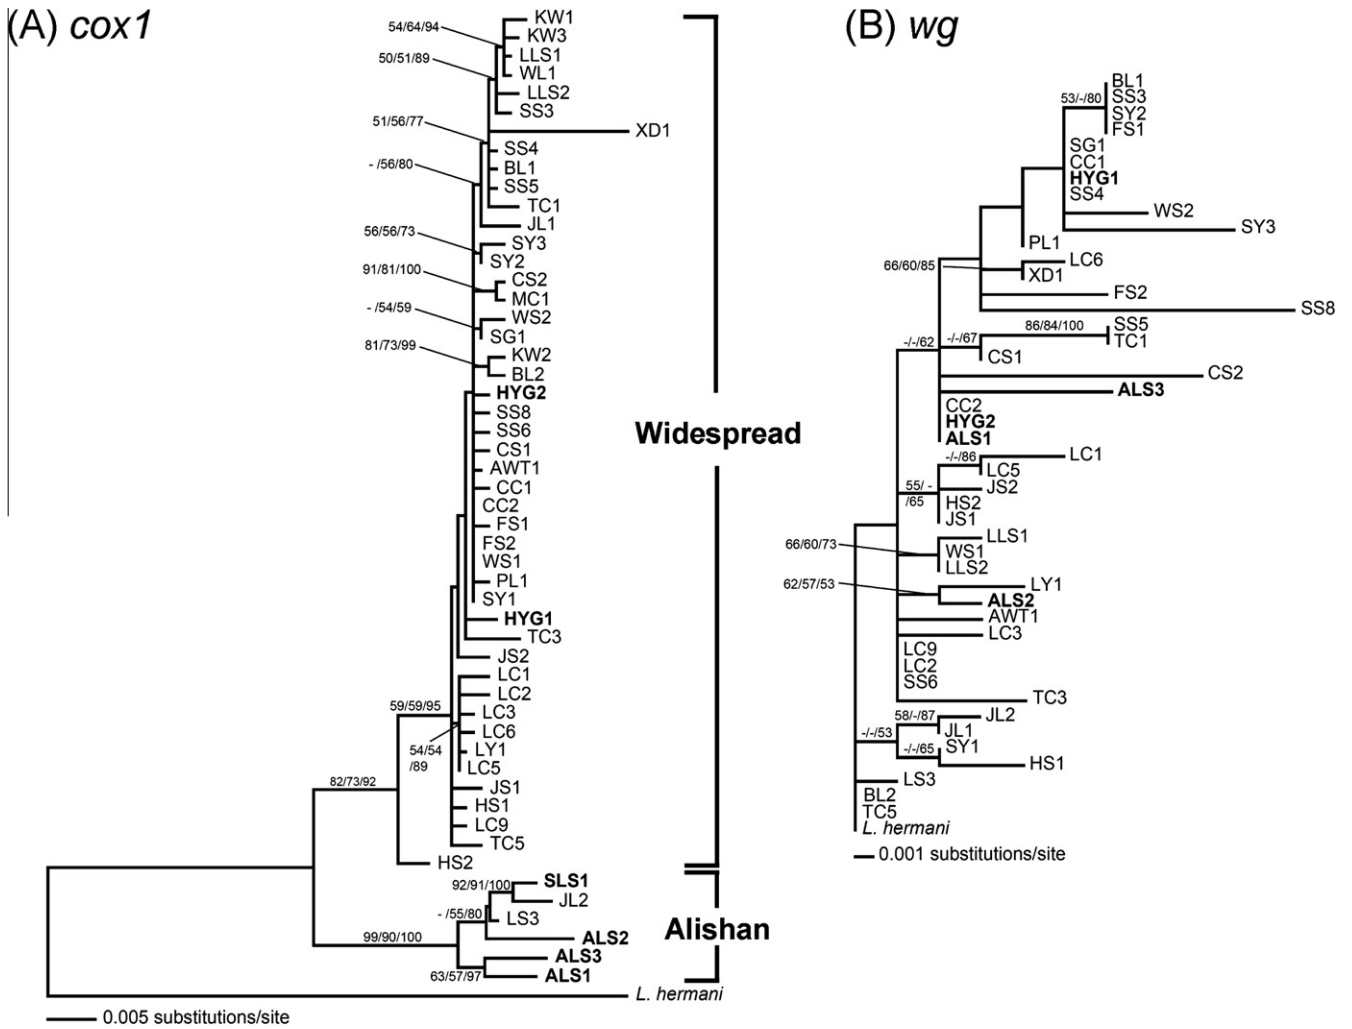 (A) cox1
54/64/94
50/51/89
51/56/77
- /56/80
56/56/73
91/81/100
- /54/59
81/73/99
59/59/95
54/54
/89
82/73/92
92/91/100
- /55/80
99/90/100
63/57/97
KW1
KW3
LLS1
WL1
LLS2
SS3
XD1
SS4
BL1
SS5
TC1
JL1
SY3
SY2
CS2
MC1
WS2
SG1
KW2
BL2
HYG2
SS8
SS6
CS1
AWT1
CC1
CC2
FS1
FS2
WS1
PL1
SY1
HYG1
TC3
JS2
LC1
LC2
LC3
LC6
LY1
LC5
JS1
HS1
LC9
TC5
HS2
SLS1
JL2
LS3
ALS2
ALS3
ALS1
L. hermani
Widespread
Alishan
0.005 substitutions/site
(B) wg
53/-/80
66/60/85
-/-/62
-/-/67
86/84/100
-/-/86
55/ -
/65
66/60/73
62/57/53
58/-/87
-/-/53
-/-/65
BL1
SS3
SY2
FS1
SG1
CC1
HYG1
SS4
WS2
SY3
PL1
LC6
XD1
FS2
SS8
SS5
TC1
CS1
CS2
ALS3
CC2
HYG2
ALS1
LC1
LC5
JS2
HS2
JS1
LLS1
WS1
LLS2
LY1
ALS2
AWT1
LC3
LC9
LC2
SS6
TC3
JL2
JL1
SY1
HS1
LS3
BL2
TC5
L. hermani
0.001 substitutions/site